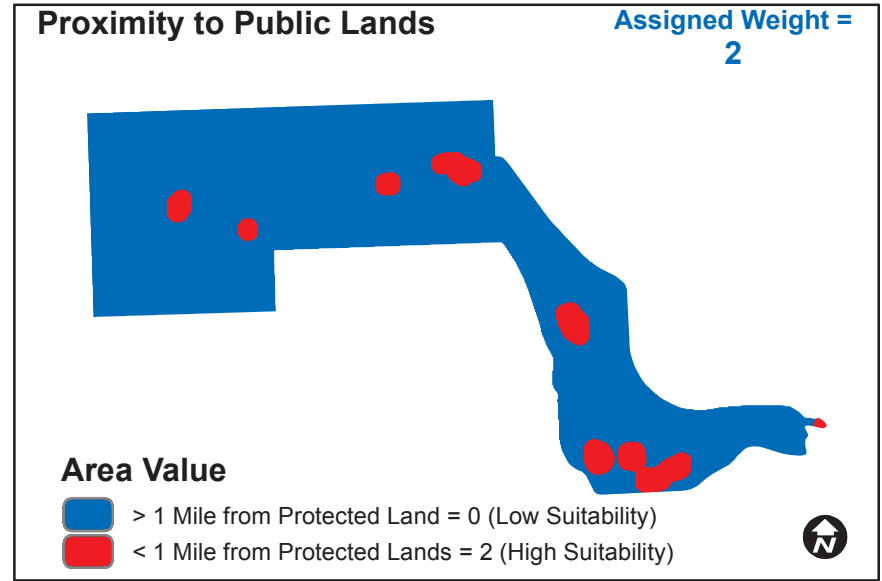 Proximity to Public Lands
Assigned Weight =
2
Area Value
> 1 Mile from Protected Land = 0 (Low Suitability)
< 1 Mile from Protected Lands = 2 (High Suitability)
N